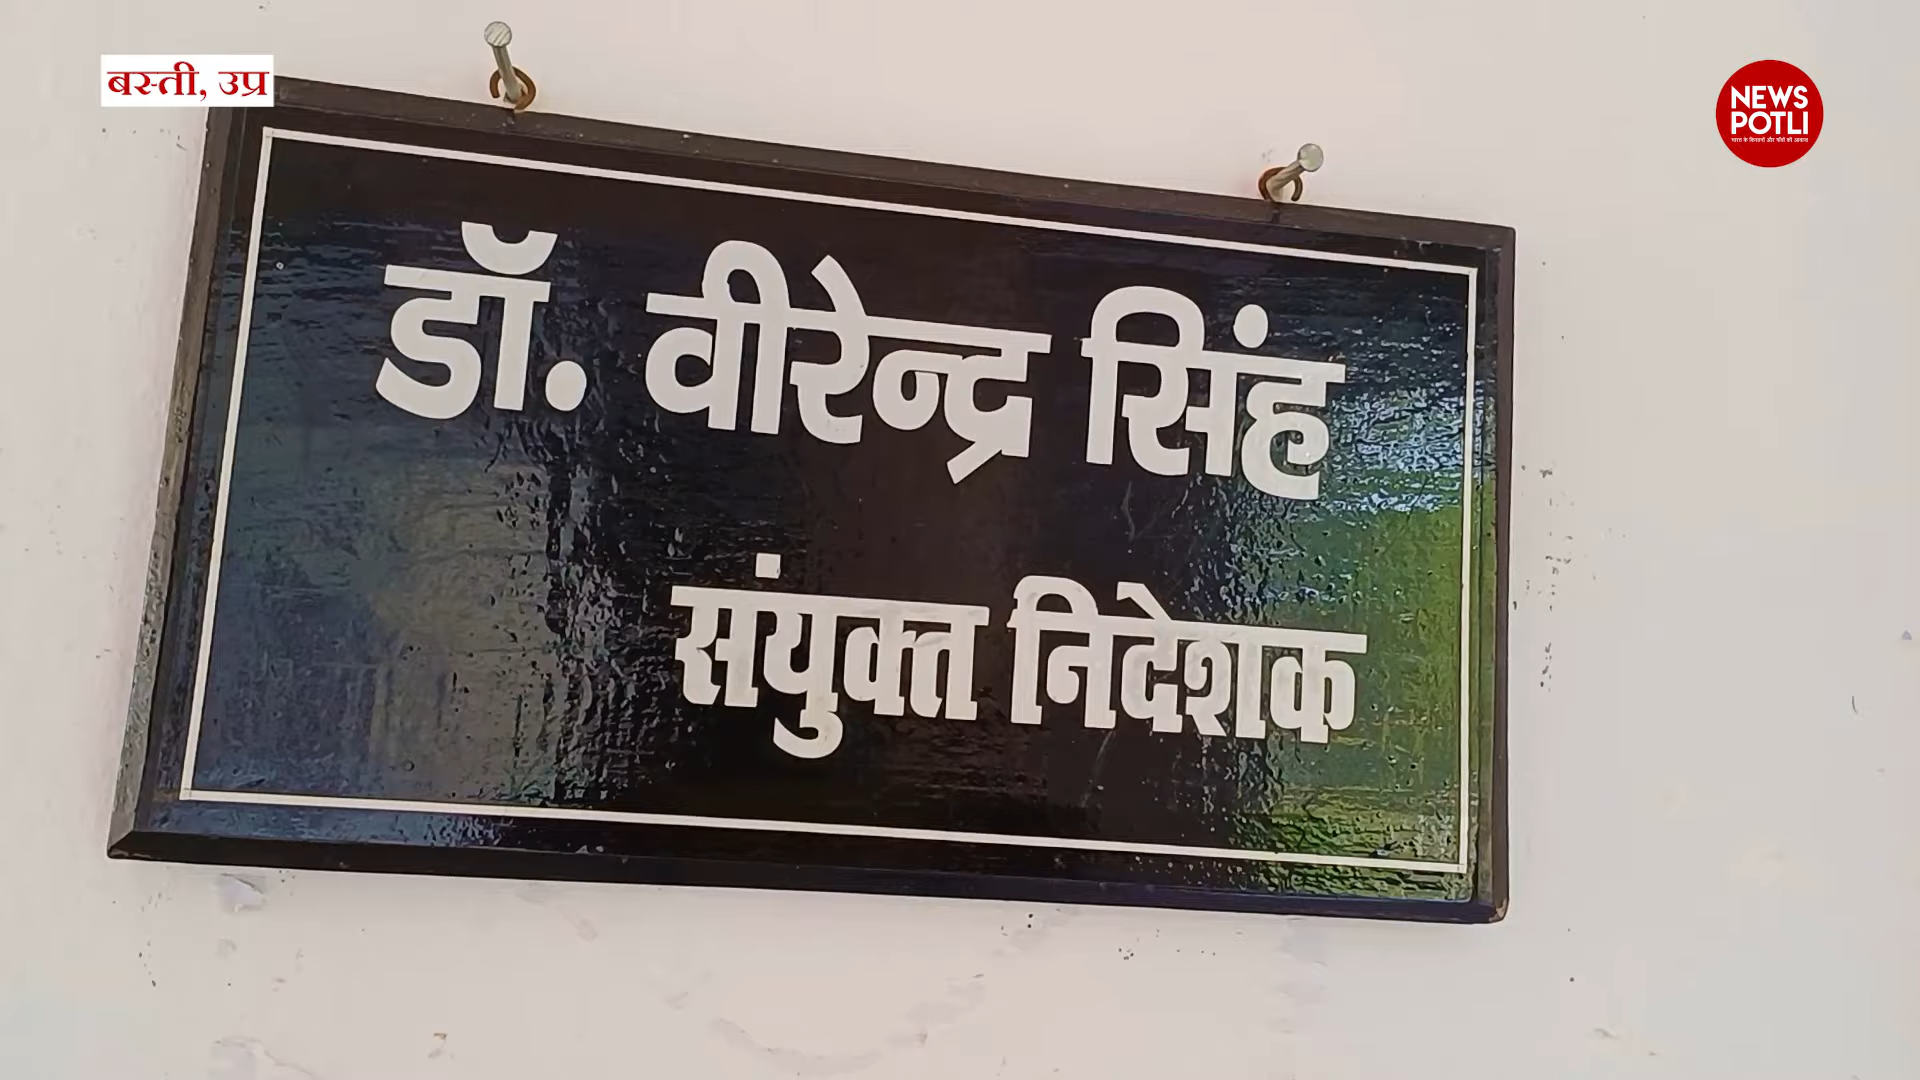 बस्ती, उप्र
NEWS
POTLI
डॉ. वीरेन्द्र सिंह
संयुक्त निदेशक